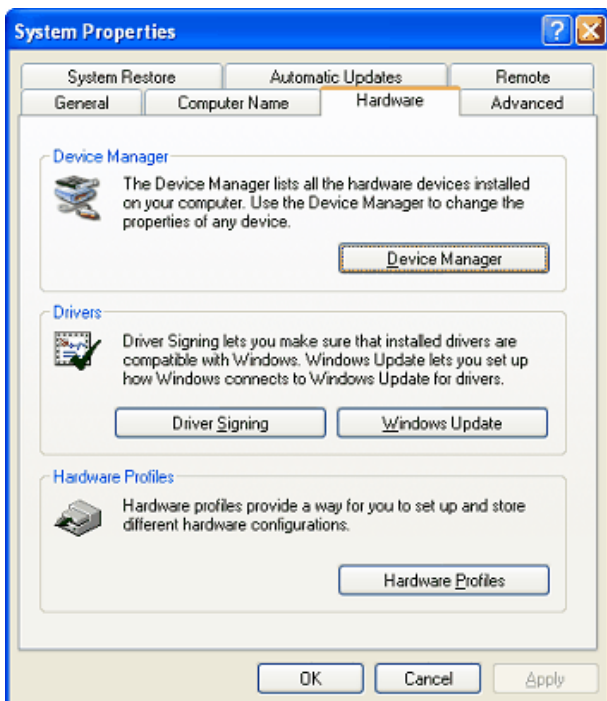 System Properties
?
System Restore
Automatic Updates
Remote
General
Computer Name
Hardware
Advanced
Device Manager
The Device Manager lists all the hardware devices installed
on your computer. Use the Device Manager to change the
properties of any device.
Device Manager
Drivers
Driver Signing lets you make sure that installed drivers are
compatible with Windows. Windows Update lets you set up
how Windows connects to Windows Update for drivers.
Driver Signing
Windows Update
Hardware Profiles
Hardware profiles provide a way for you to set up and store
different hardware configurations.
Hardware Profiles
OK
Cancel
Apply